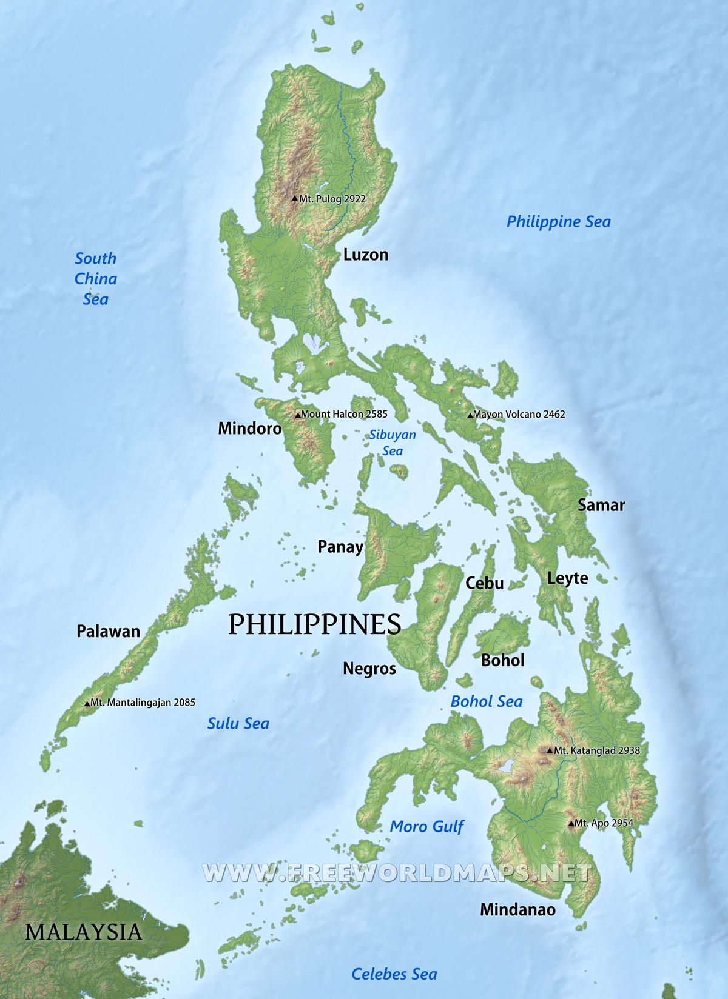 Mt. Pulog 2922
Philippine Sea
Luzon
South
China
Sea
Mount Halcon 2585
Mayon Volcano 2462
Mindoro
Sibuyan
Sea
Samar
Panay
Leyte
Cebu
PHILIPPINES
Palawan
Bohol
Negros
Bohol Sea
Mt. Mantalingajan 2085
Sulu Sea
Mt. Katanglad 2938
Moro Gulf
Mt. Apo 2954
WWW.FREEWORLDMAPS.NET
Mindanao
MALAYSIA
Celebes Sea